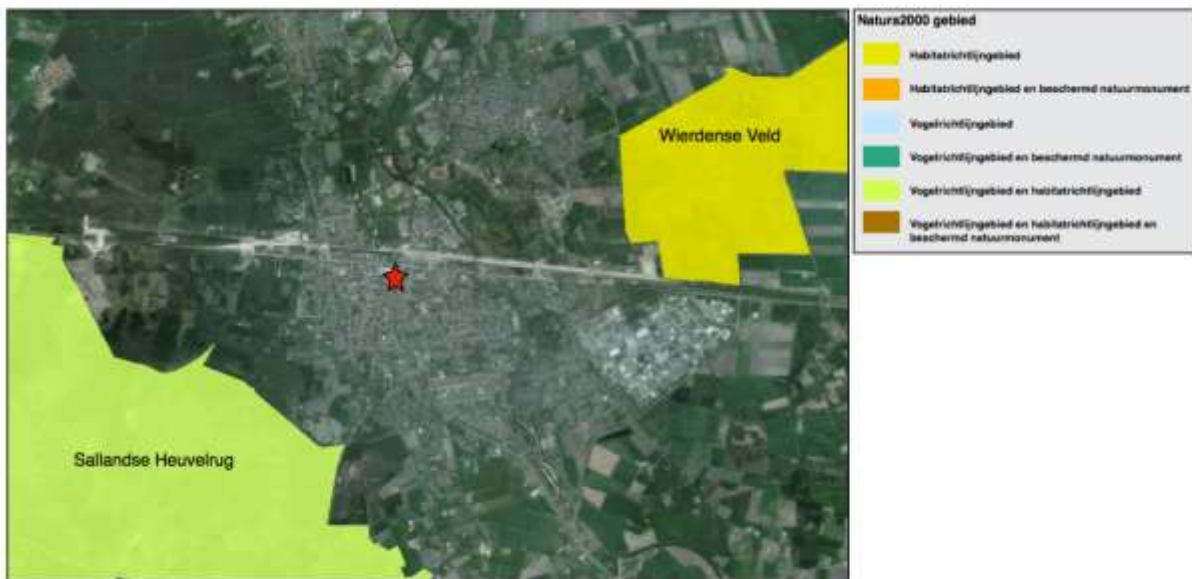 Wierdense Veld
Sallandse Heuvelrug
Natura2000 gebied
Habitatrichtlijngebied
Habitatrichtlijngebied en beschermd natuurmonument
Vogelrichtlijngebied
Vogelrichtlijngebied en beschermd natuurmonument
Vogelrichtlijngebied en habitatrichtlijngebied
Vogelrichtlijngebied en habitatrichtlijngebied en
beschermd natuurmonument